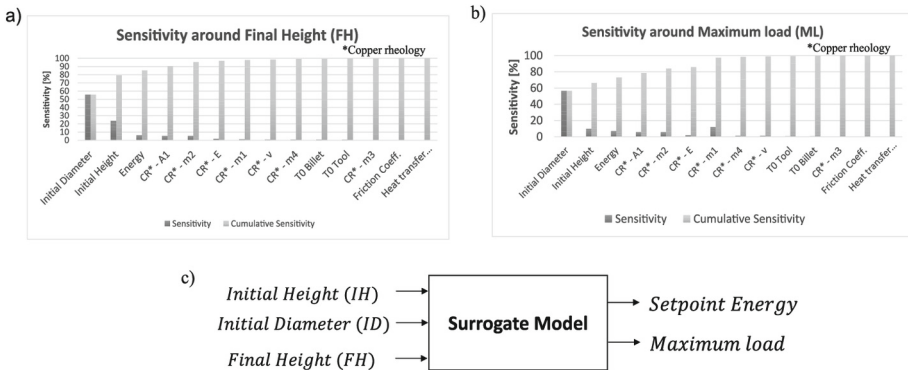 a)
Sensitivity around Final Height (FH)
*Copper rheology
Sensitivity [%]
100
90
80
70
60
50
40
30
20
10
0
Initial Diameter
Initial Height
Energy
CR* - A1
CR* - m2
CR* - E
CR* - m1
CR* - v
CR* - m4
T0 Billet
T0 Tool
CR* - m3
Friction Coeff.
Heat transfer...
Sensitivity
Cumulative Sensitivity
b)
Sensitivity around Maximum load (ML)
*Copper rheology
Sensitivity [%]
100
80
60
40
20
0
Initial Diameter
Initial Height
Energy
CR* - A1
CR* - m2
CR* - E
CR* - m1
CR* - m4
CR* - v
T0 Tool
T0 Billet
CR* - m3
Friction Coeff.
Heat transfer...
Sensitivity
Cumulative Sensitivity
c)
Initial Height (IH)
Initial Diameter (ID)
Final Height (FH)
Surrogate Model
Setpoint Energy
Maximum load